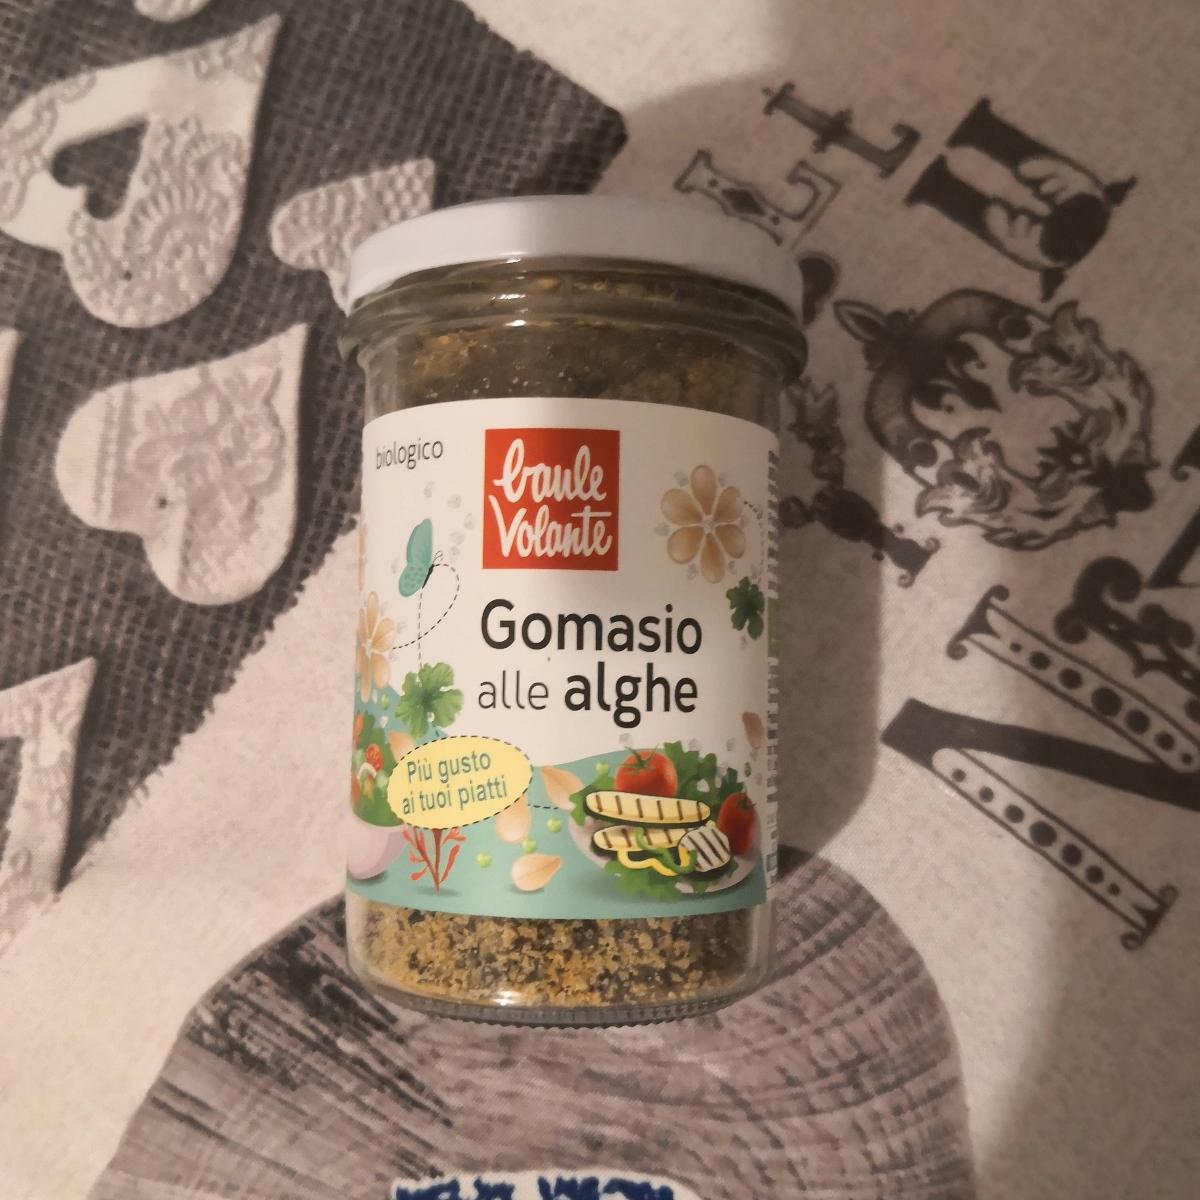 biologico
baule
volante
Gomasio
alle alghe
Più gusto
ai tuoi piatti